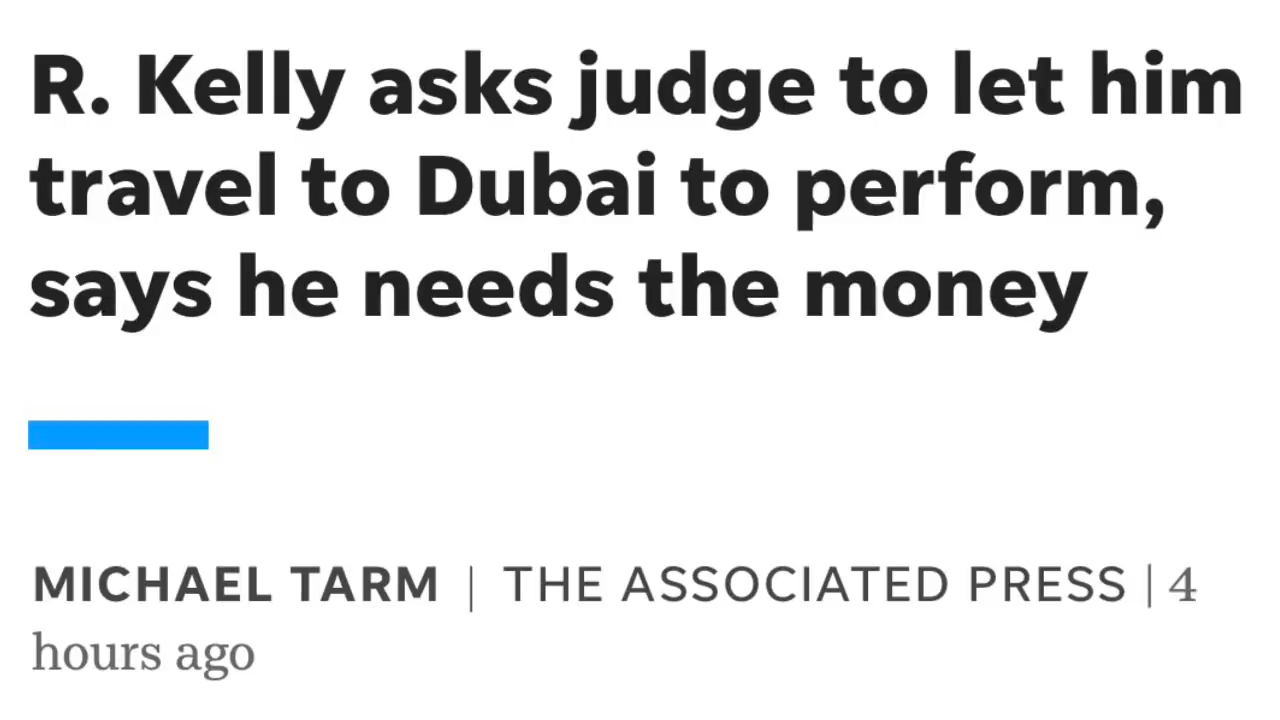 R. Kelly asks judge to let him
travel to Dubai to perform,
says he needs the money
MICHAEL TARM | THE ASSOCIATED PRESS | 4
hours ago